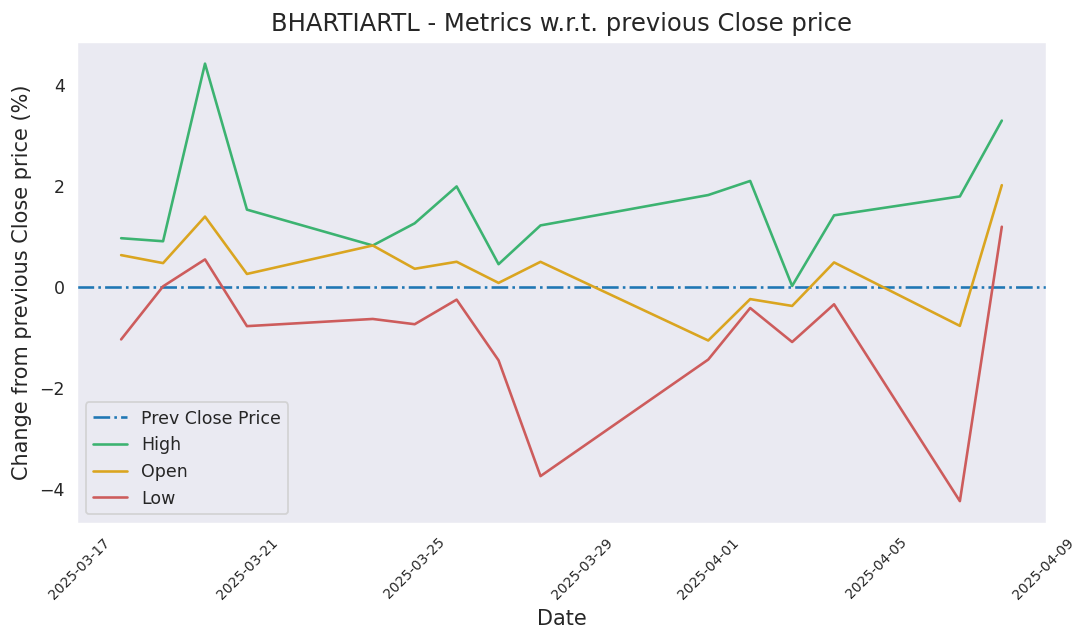 BHARTIARTL - Metrics w.r.t. previous Close price
Change from previous Close price (%)
4
2
0
−2
−4
Prev Close Price
High
Open
Low
2025-03-17
2025-03-21
2025-03-25
2025-03-29
2025-04-01
2025-04-05
2025-04-09
Date